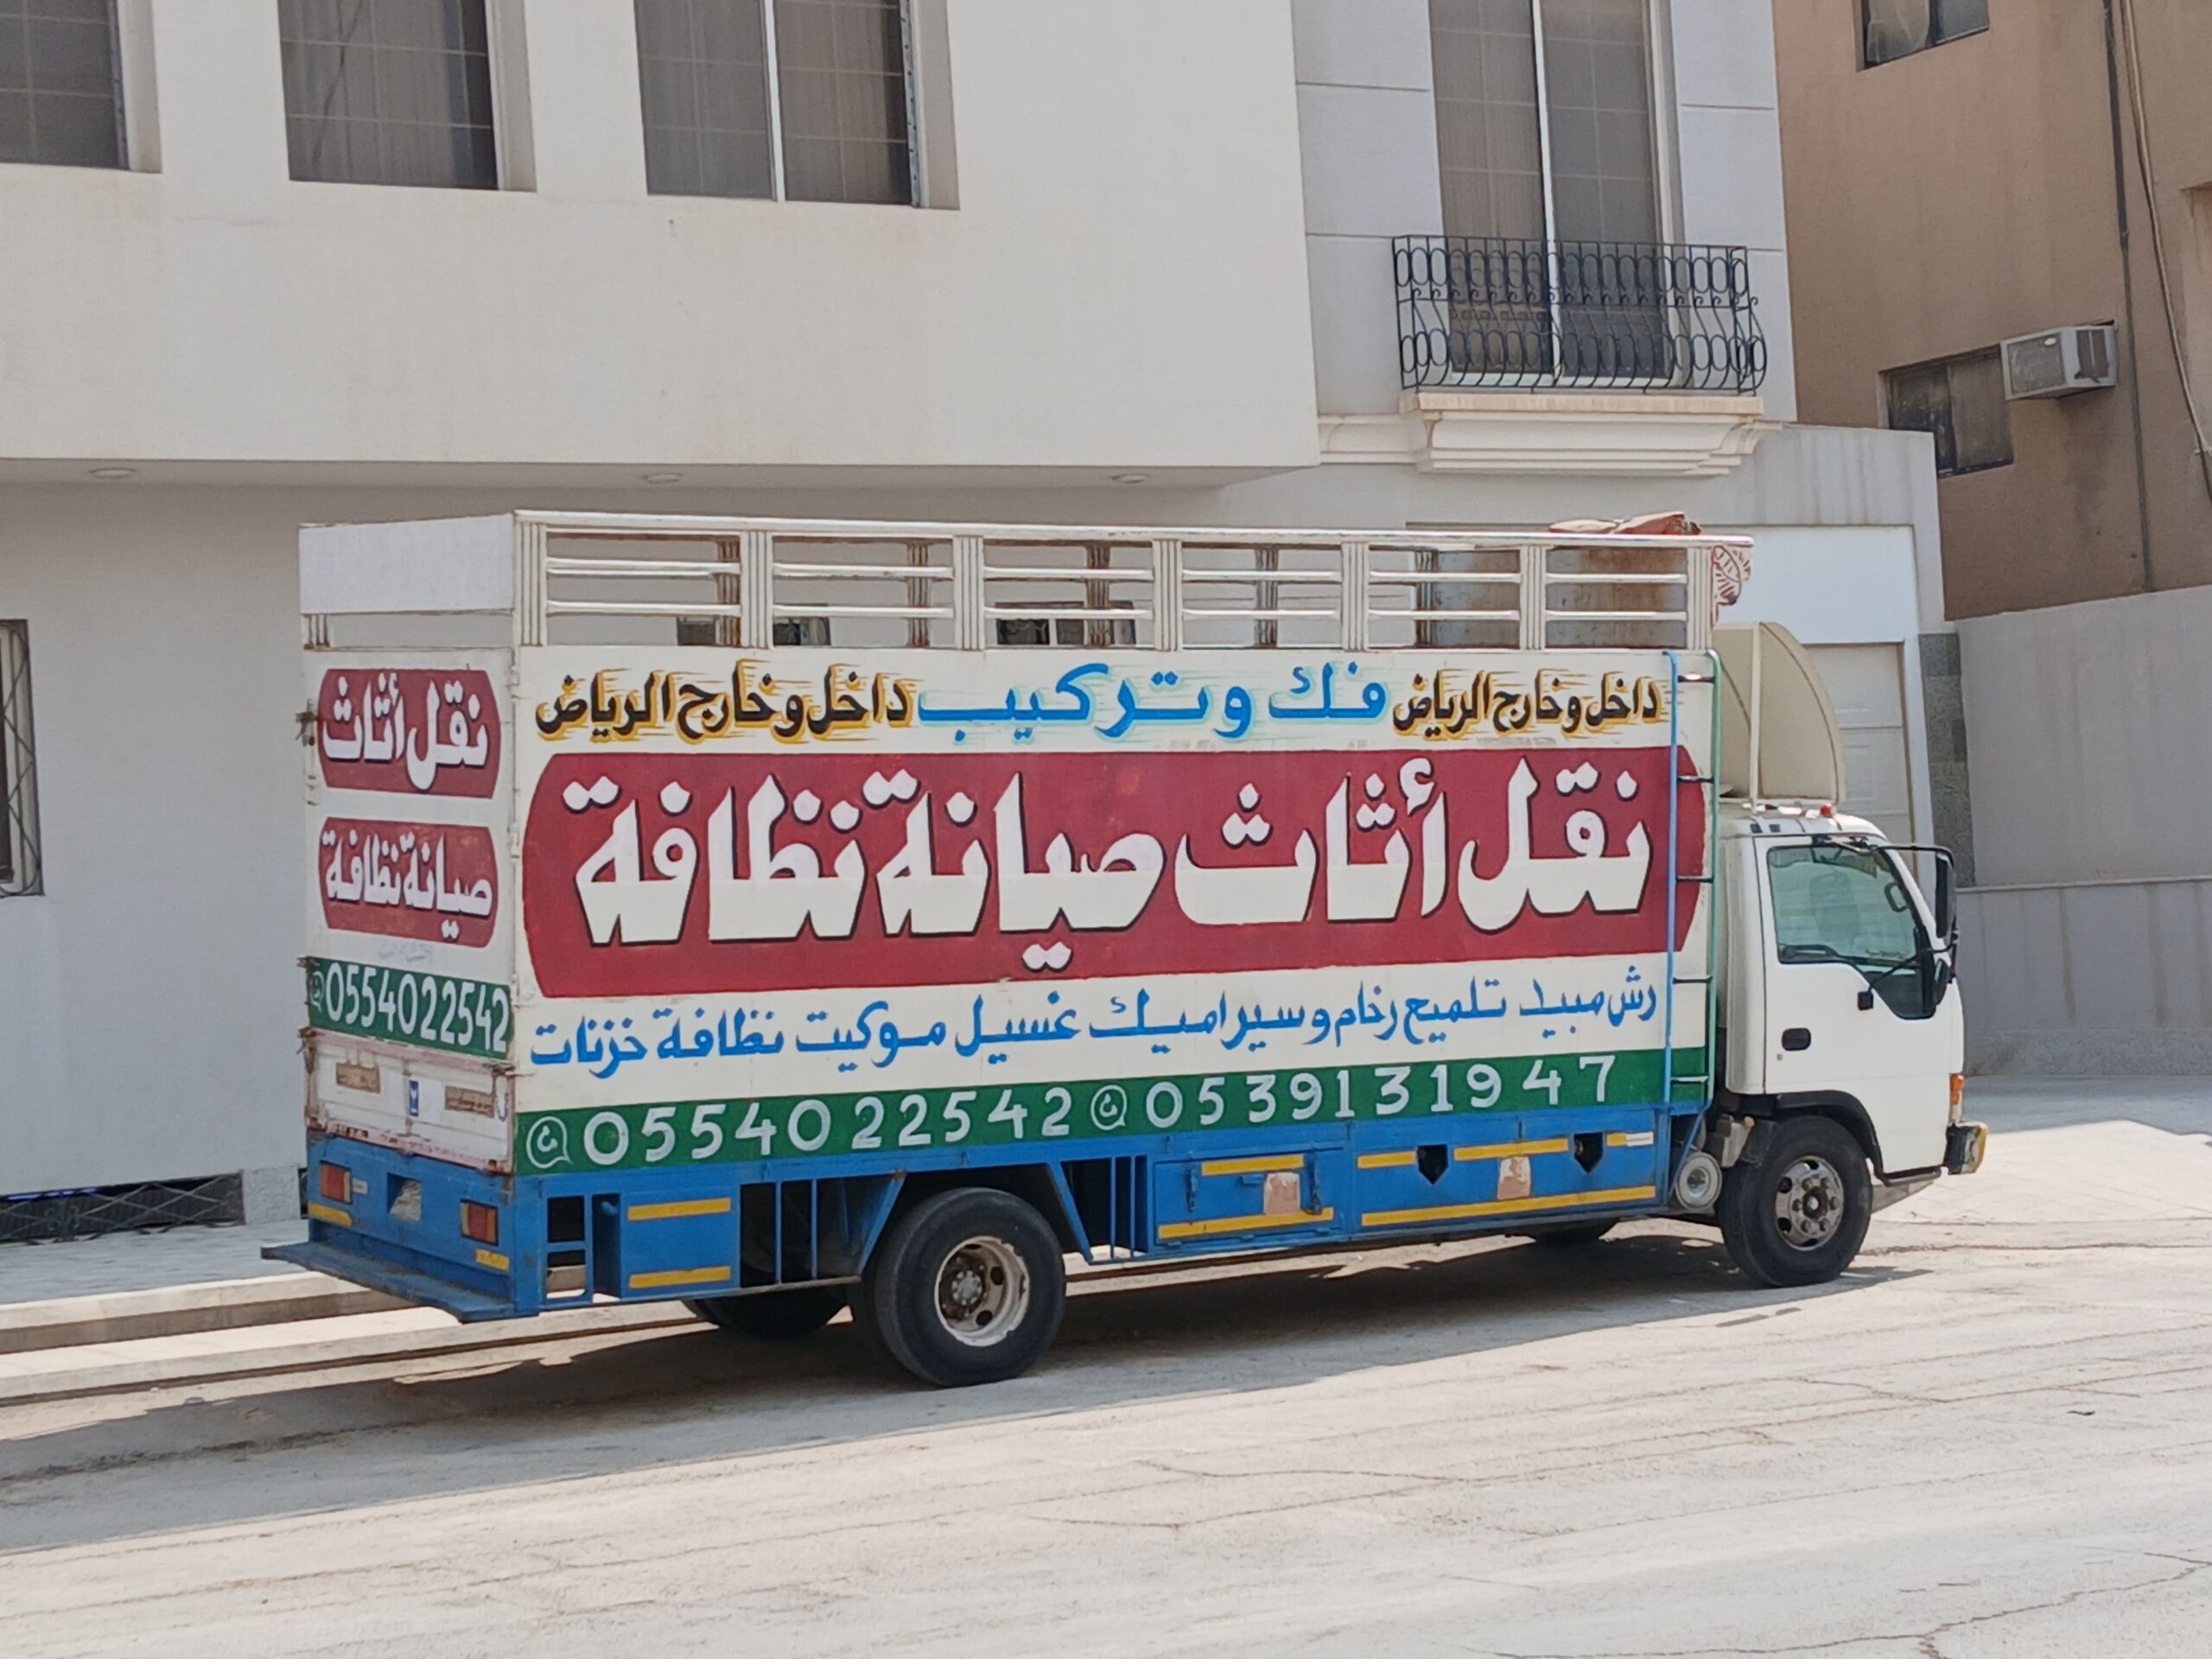 داخل وخارج الرياض فك وتركيب داخل وخارج الرياض
نقل أثاث صيانة نظافة
رش مبيد تلميع رخام وسيراميك غسيل موكيت نظافة خزنات
0554022542 0539131947
نقل أثاث
صيانة نظافة
0554022542